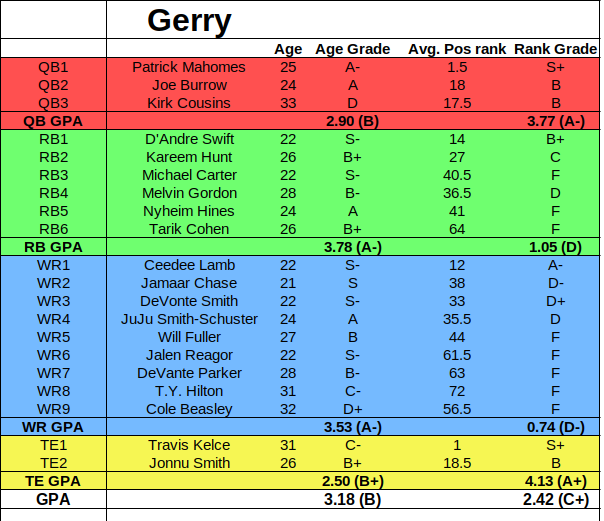 Gerry
Age Age Grade Avg. Pos rank Rank Grade
QB1 Patrick Mahomes 25 A- 1.5 S+
QB2 Joe Burrow 24 A 18 B
QB3 Kirk Cousins 33 D 17.5 B
QB GPA 2.90 (B) 3.77 (A-)
RB1 D'Andre Swift 22 S- 14 B+
RB2 Kareem Hunt 26 B+ 27 C
RB3 Michael Carter 22 S- 40.5 F
RB4 Melvin Gordon 28 B- 36.5 D
RB5 Nyheim Hines 24 A 41 F
RB6 Tarik Cohen 26 B+ 64 F
RB GPA 3.78 (A-) 1.05 (D)
WR1 Ceedee Lamb 22 S- 12 A-
WR2 Jamaar Chase 21 S 38 D-
WR3 DeVonte Smith 22 S- 33 D+
WR4 JuJu Smith-Schuster 24 A 35.5 D
WR5 Will Fuller 27 B 44 F
WR6 Jalen Reagor 22 S- 61.5 F
WR7 DeVante Parker 28 B- 63 F
WR8 T.Y. Hilton 31 C- 72 F
WR9 Cole Beasley 32 D+ 56.5 F
WR GPA 3.53 (A-) 0.74 (D-)
TE1 Travis Kelce 31 C- 1 S+
TE2 Jonnu Smith 26 B+ 18.5 B
TE GPA 2.50 (B+) 4.13 (A+)
GPA 3.18 (B) 2.42 (C+)